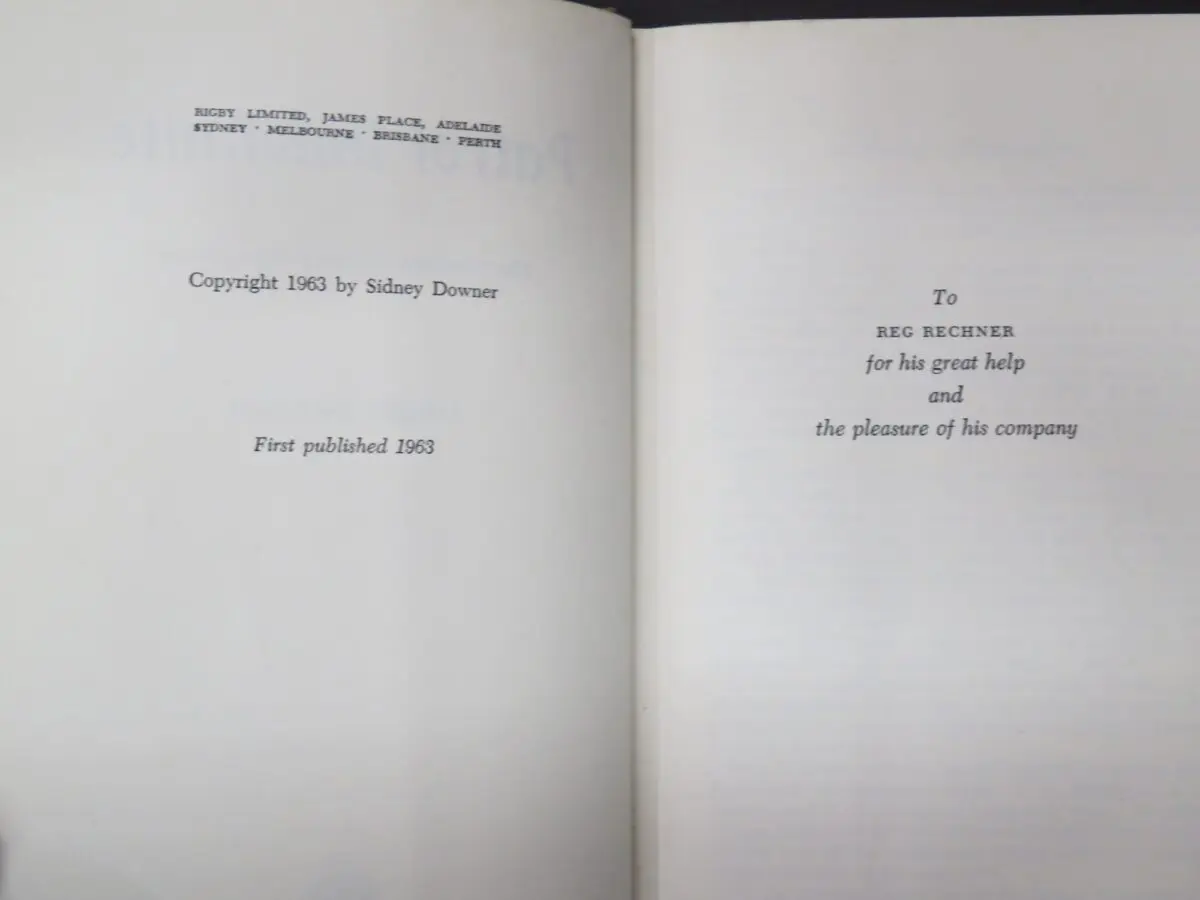 RIGBY LIMITED, JAMES PLACE, ADELAIDE
SYDNEY · MELBOURNE · BRISBANE · PERTH
Copyright 1963 by Sidney Downer
First published 1963
To
REG RECHNER
for his great help
and
the pleasure of his company